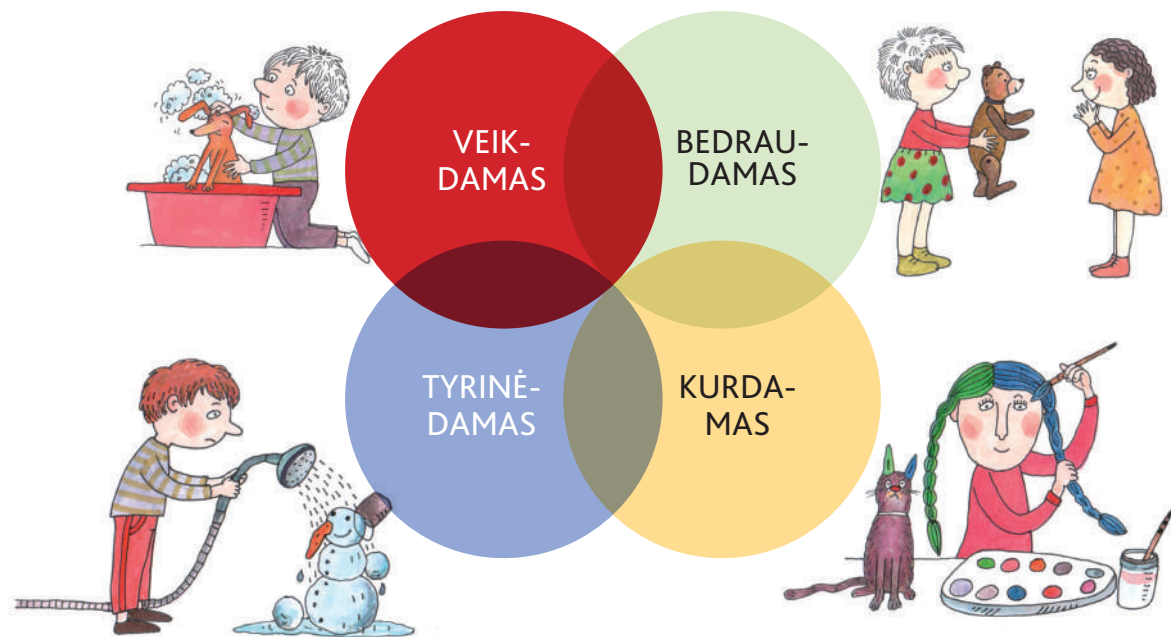 VEIK-
DAMAS
BEDRAU-
DAMAS
TYRINĖ-
DAMAS
KURDA-
MAS